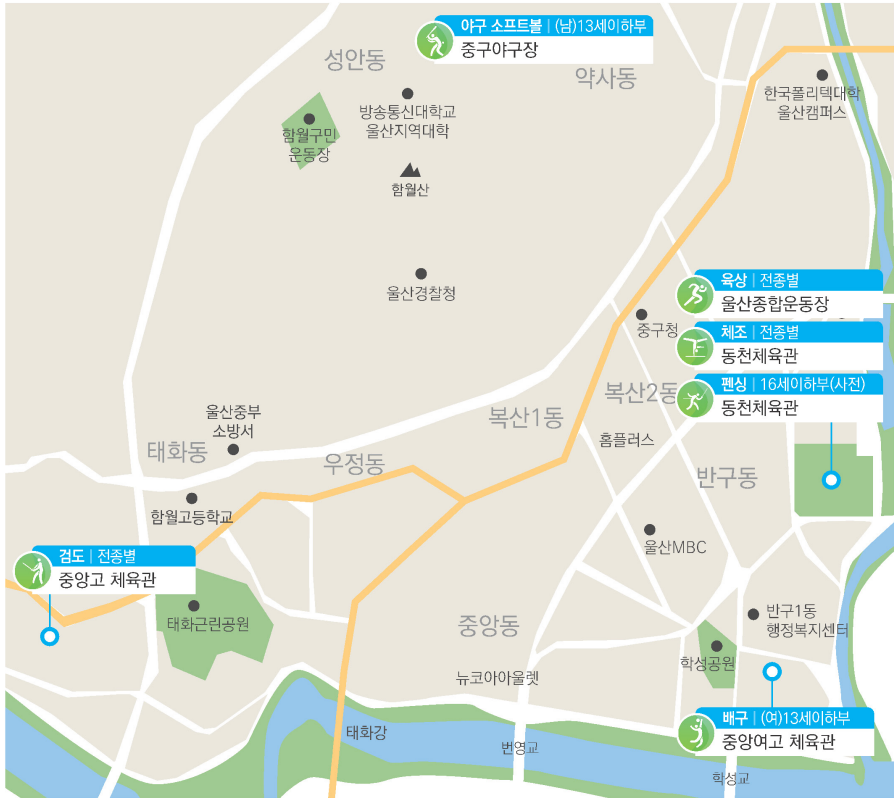 야구 소프트볼 | (남)13세이하부
중구야구장
성안동
약사동
한국폴리텍대학
울산캠퍼스
방송통신대학교
울산지역대학
함월구민
운동장
함월산
울산경찰청
육상 | 전종별
울산종합운동장
중구청
체조 | 전종별
동천체육관
펜싱 | 16세이하부(사전)
동천체육관
복산2동
복산1동
울산중부
소방서
태화동
우정동
홈플러스
반구동
함월고등학교
울산MBC
검도 | 전종별
중앙고 체육관
태화근린공원
중앙동
반구1동
행정복지센터
학성공원
뉴코아아울렛
배구 | (여)13세이하부
중앙여고 체육관
태화강
번영교
학성교